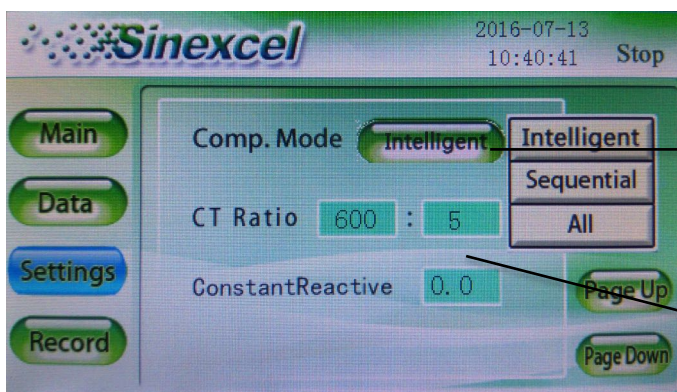 Sinexcel
2016-07-13
10:40:41 Stop
Main
Data
Settings
Record
Comp. Mode Intelligent
CT Ratio 600 : 5
ConstantReactive 0.0
Intelligent
Sequential
All
Page Up
Page Down